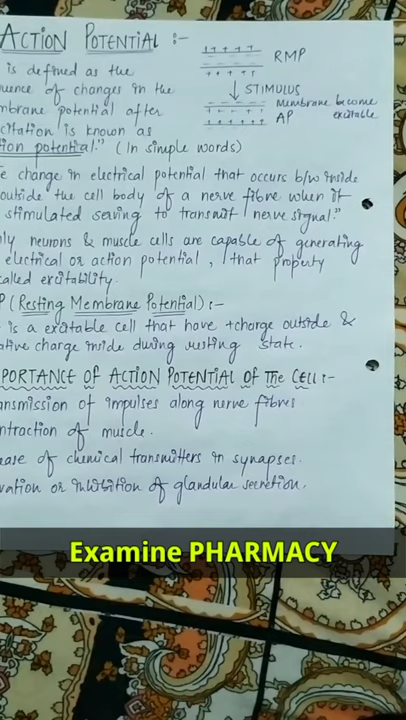 ACTION POTENTIAL :-
is defined as the
uence of changes in the
mbrane potential after
citation is known as
ion potential." (In simple words)
+ + + + +
- - - - -
RMP
- - - - -
+ + + + +
STIMULUS
Membrane become
excitable
AP
e change in electrical potential that occurs b/w inside
outside the cell body of a nerve fibre when it
stimulated serving to transmit nerve signal."
ly neurons & muscle cells are capable of generating
electrical or action potential, that property
called excitability.
P (Resting Membrane Potential) :-
is a excitable cell that have +charge outside &
ative charge inside during resting state.
PORTANCE OF ACTION POTENTIAL OF THE CELL :-
ansmission of impulses along nerve fibres
ntraction of muscle.
ease of chemical transmitters in synapses.
vation or inhibition of glandular secretion.
Examine PHARMACY